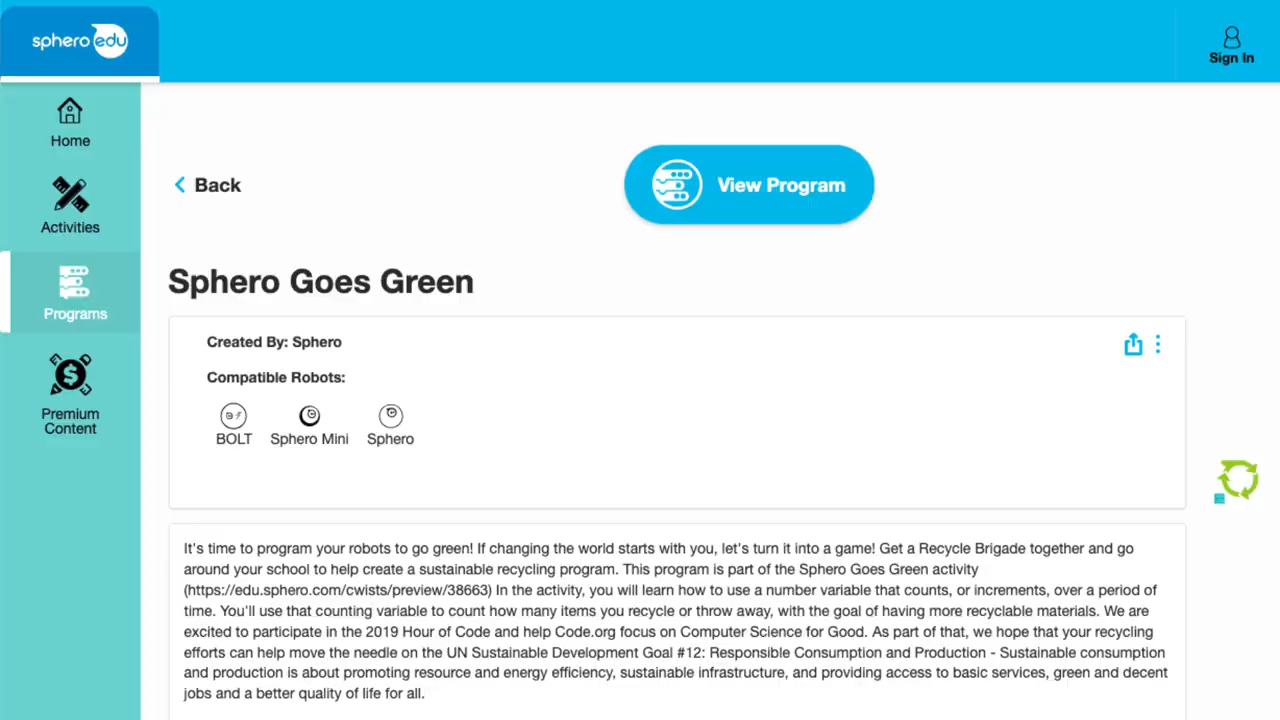 sphero edu
Sign In
Home
Activities
Programs
Premium
Content
Back
View Program
Sphero Goes Green
Created By: Sphero
Compatible Robots:
BOLT Sphero Mini Sphero
It's time to program your robots to go green! If changing the world starts with you, let's turn it into a game! Get a Recycle Brigade together and go
around your school to help create a sustainable recycling program. This program is part of the Sphero Goes Green activity
(https://edu.sphero.com/cwists/preview/38663) In the activity, you will learn how to use a number variable that counts, or increments, over a period of
time. You'll use that counting variable to count how many items you recycle or throw away, with the goal of having more recyclable materials. We are
excited to participate in the 2019 Hour of Code and help Code.org focus on Computer Science for Good. As part of that, we hope that your recycling
efforts can help move the needle on the UN Sustainable Development Goal #12: Responsible Consumption and Production - Sustainable consumption
and production is about promoting resource and energy efficiency, sustainable infrastructure, and providing access to basic services, green and decent
jobs and a better quality of life for all.